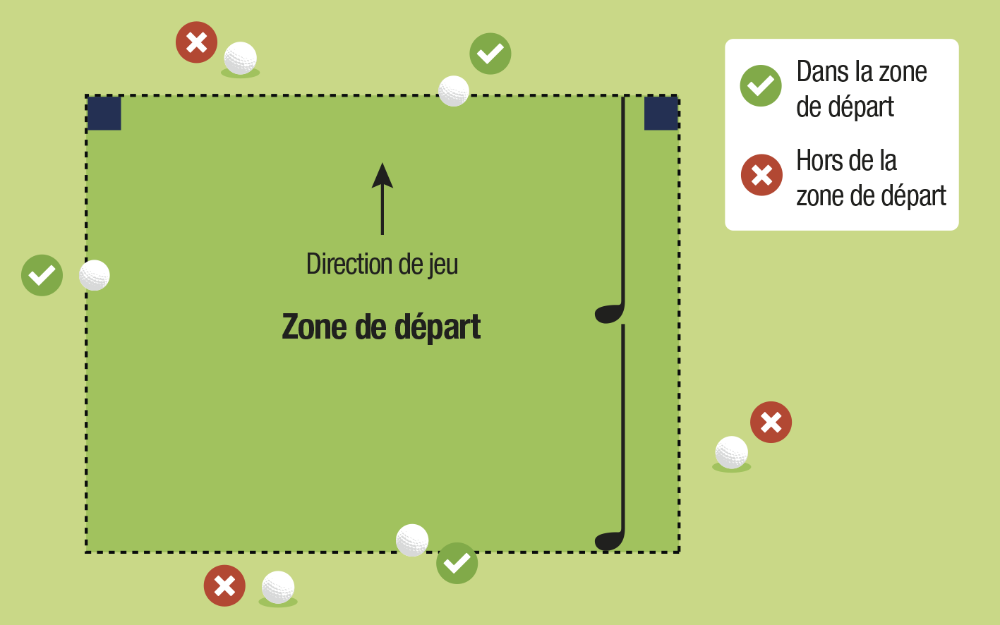 Dans la zone
de départ
Hors de la
zone de départ
Direction de jeu
Zone de départ